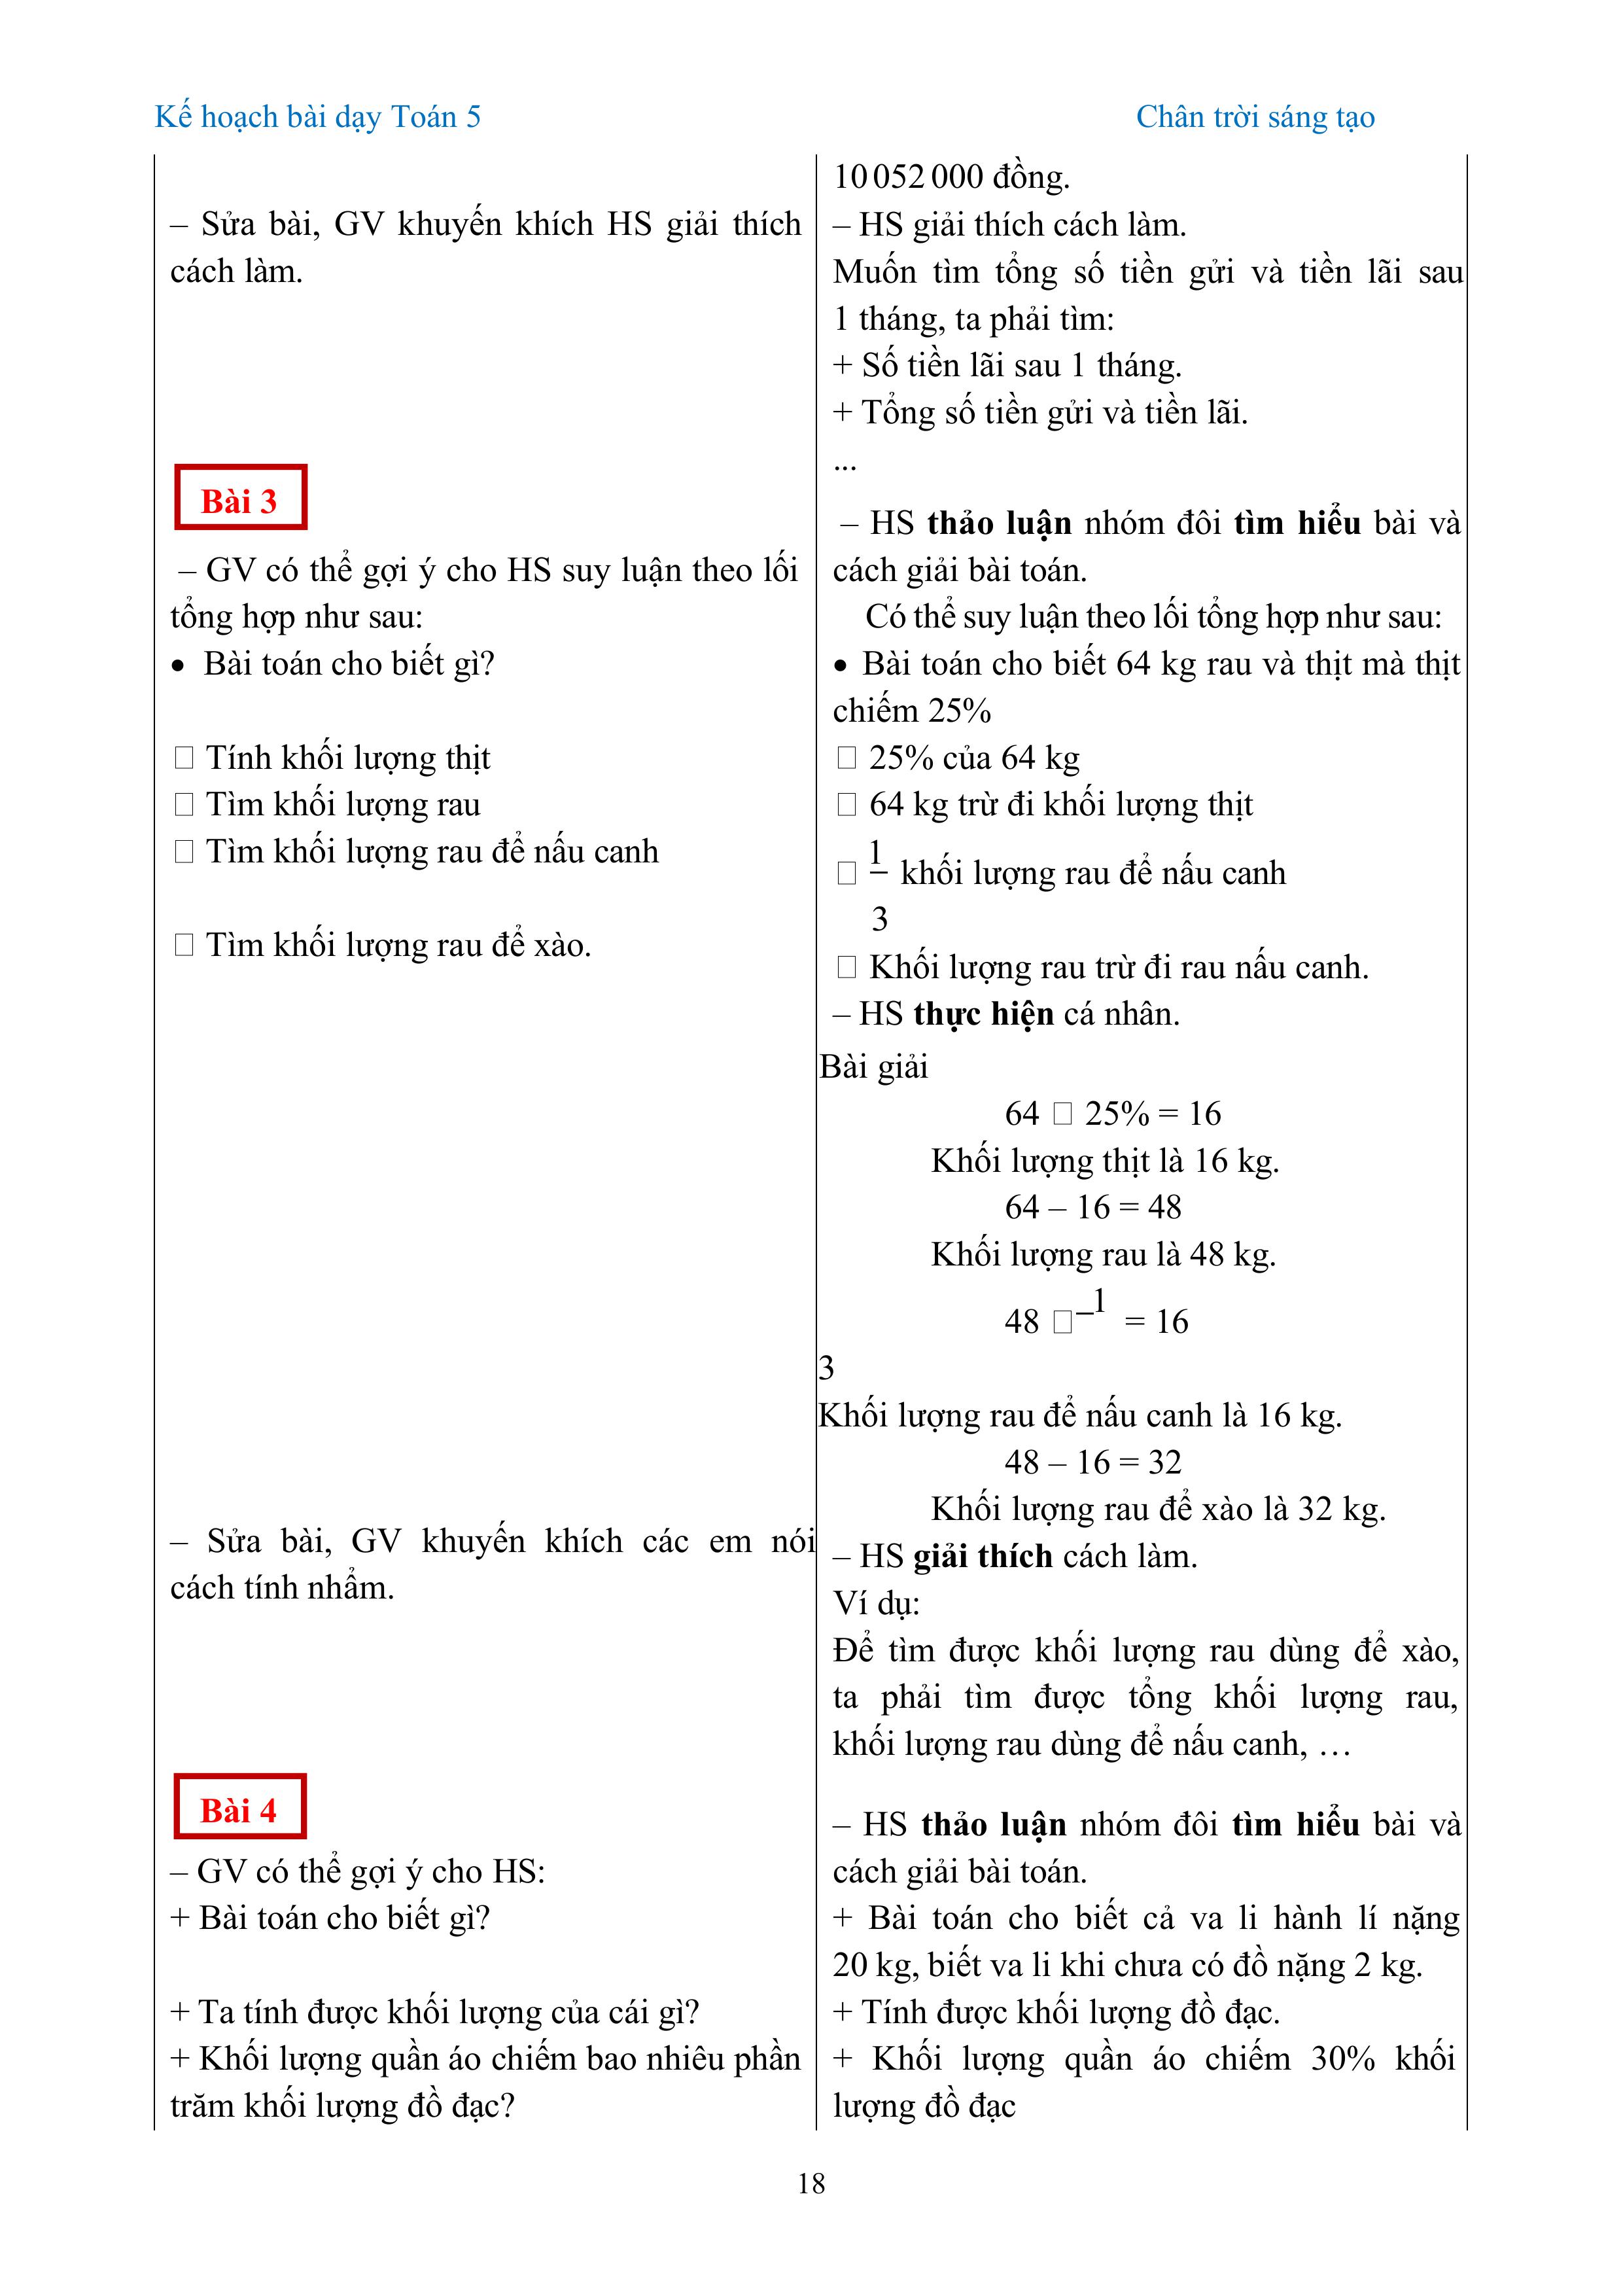 Kế hoạch bài dạy Toán 5
Chân trời sáng tạo
– Sửa bài, GV khuyến khích HS giải thích
cách làm.
Bài 3
– GV có thể gợi ý cho HS suy luận theo lối
tổng hợp như sau:
• Bài toán cho biết gì?
□ Tính khối lượng thịt
□ Tìm khối lượng rau
□ Tìm khối lượng rau để nấu canh
□ Tìm khối lượng rau để xào.
– Sửa bài, GV khuyến khích các em nói
cách tính nhẩm.
Bài 4
– GV có thể gợi ý cho HS:
+ Bài toán cho biết gì?
+ Ta tính được khối lượng của cái gì?
+ Khối lượng quần áo chiếm bao nhiêu phần
trăm khối lượng đồ đạc?
10 052 000 đồng.
– HS giải thích cách làm.
Muốn tìm tổng số tiền gửi và tiền lãi sau
1 tháng, ta phải tìm:
+ Số tiền lãi sau 1 tháng.
+ Tổng số tiền gửi và tiền lãi.
...
– HS thảo luận nhóm đôi tìm hiểu bài và
cách giải bài toán.
Có thể suy luận theo lối tổng hợp như sau:
• Bài toán cho biết 64 kg rau và thịt mà thịt
chiếm 25%
□ 25% của 64 kg
□ 64 kg trừ đi khối lượng thịt
□ 1 khối lượng rau để nấu canh
3
□ Khối lượng rau trừ đi rau nấu canh.
– HS thực hiện cá nhân.
Bài giải
64 □ 25% = 16
Khối lượng thịt là 16 kg.
64 – 16 = 48
Khối lượng rau là 48 kg.
48 □ 1 = 16
3
Khối lượng rau để nấu canh là 16 kg.
48 – 16 = 32
Khối lượng rau để xào là 32 kg.
– HS giải thích cách làm.
Ví dụ:
Để tìm được khối lượng rau dùng để xào,
ta phải tìm được tổng khối lượng rau,
khối lượng rau dùng để nấu canh, …
– HS thảo luận nhóm đôi tìm hiểu bài và
cách giải bài toán.
+ Bài toán cho biết cả va li hành lí nặng
20 kg, biết va li khi chưa có đồ nặng 2 kg.
+ Tính được khối lượng đồ đạc.
+ Khối lượng quần áo chiếm 30% khối
lượng đồ đạc
18